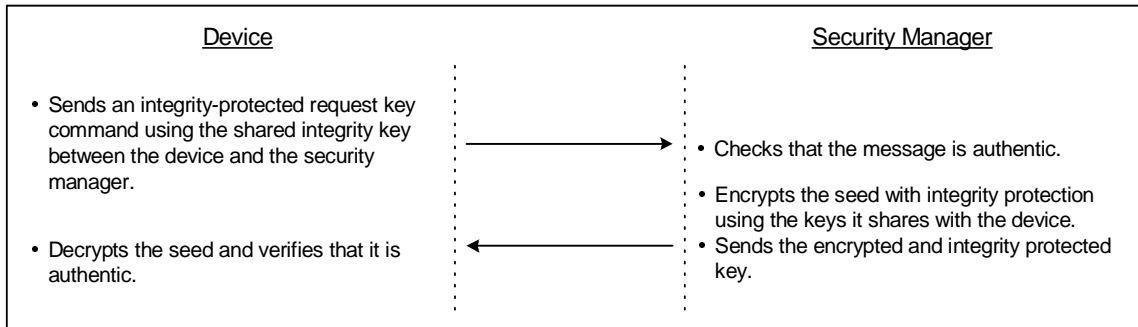 Device
Security Manager
• Sends an integrity-protected request key
command using the shared integrity key
between the device and the security
manager.
• Checks that the message is authentic.
• Encrypts the seed with integrity protection
using the keys it shares with the device.
• Decrypts the seed and verifies that it is
authentic.
• Sends the encrypted and integrity protected
key.